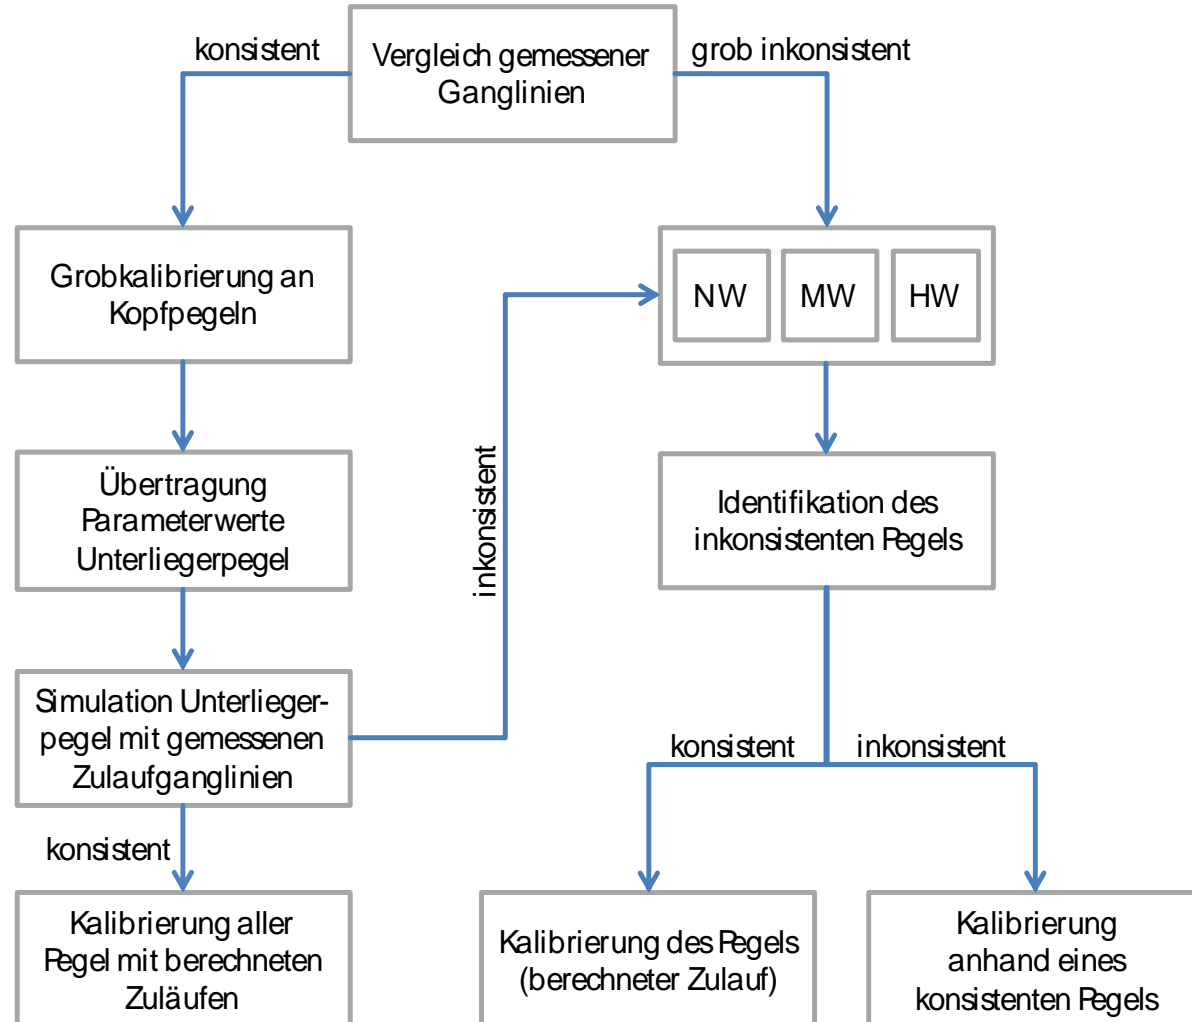 konsistent
Vergleich gemessener
Ganglinien
grob inkonsistent
Grobkalibrierung an
Kopfpegeln
NW
MW
HW
Übertragung
Parameterwerte
Unterliegerpegel
inkonsistent
Identifikation des
inkonsistenten Pegels
Simulation Unterlieger-
pegel mit gemessenen
Zulaufganglinien
konsistent
inkonsistent
konsistent
Kalibrierung aller
Pegel mit berechneten
Zuläufen
Kalibrierung des Pegels
(berechneter Zulauf)
Kalibrierung
anhand eines
konsistenten Pegels